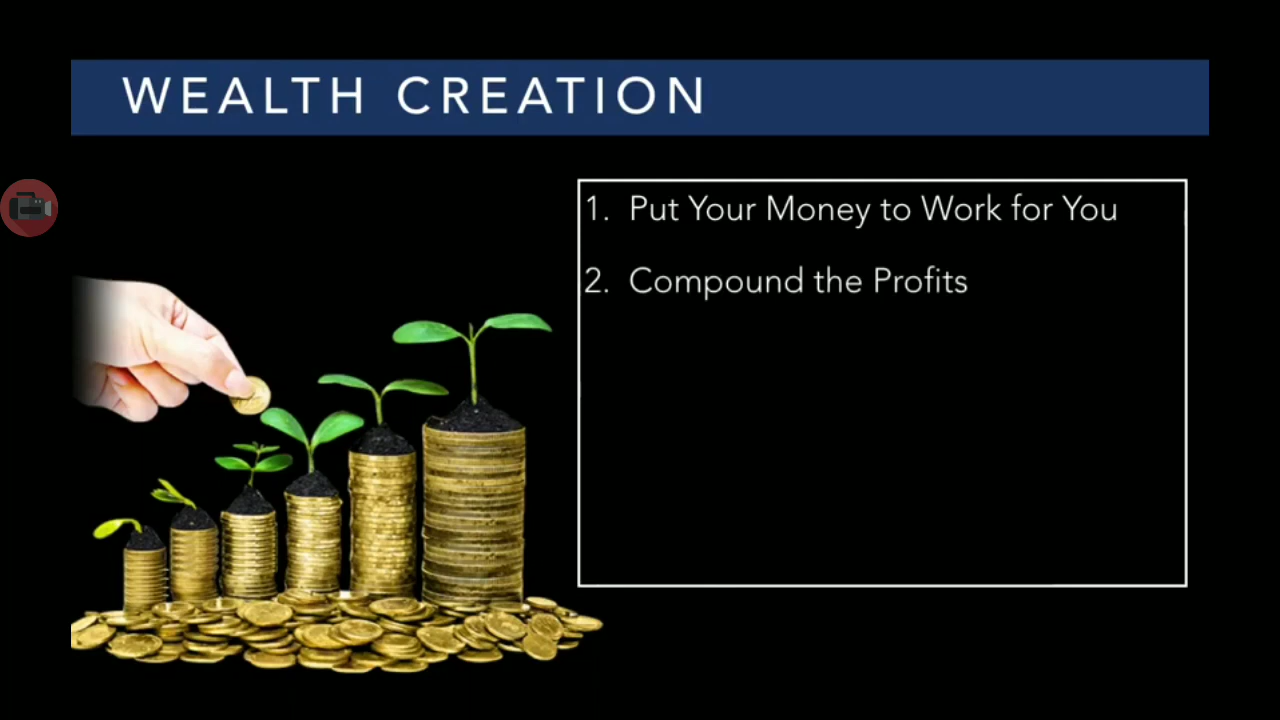 WEALTH CREATION
1. Put Your Money to Work for You
2. Compound the Profits